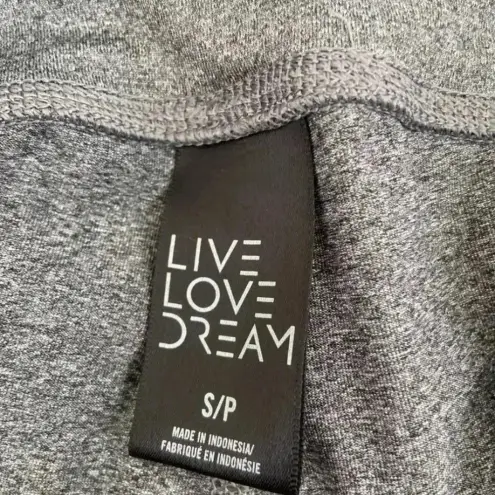 LIVE
LOVE
DREAM
S/P
MADE IN INDONESIA/
FABRIQUÉ EN INDONÉSIE